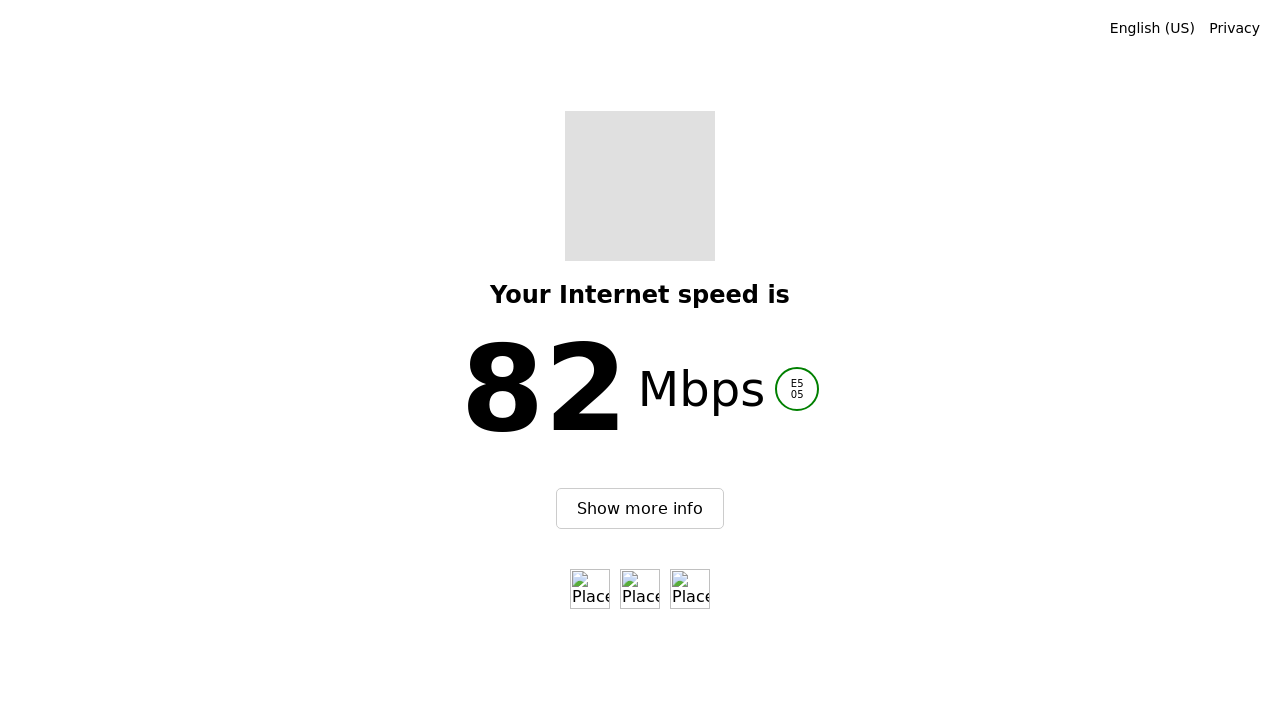 English (US) Privacy
Your Internet speed is
82 Mbps
E5
05
Show more info
Place Place Place